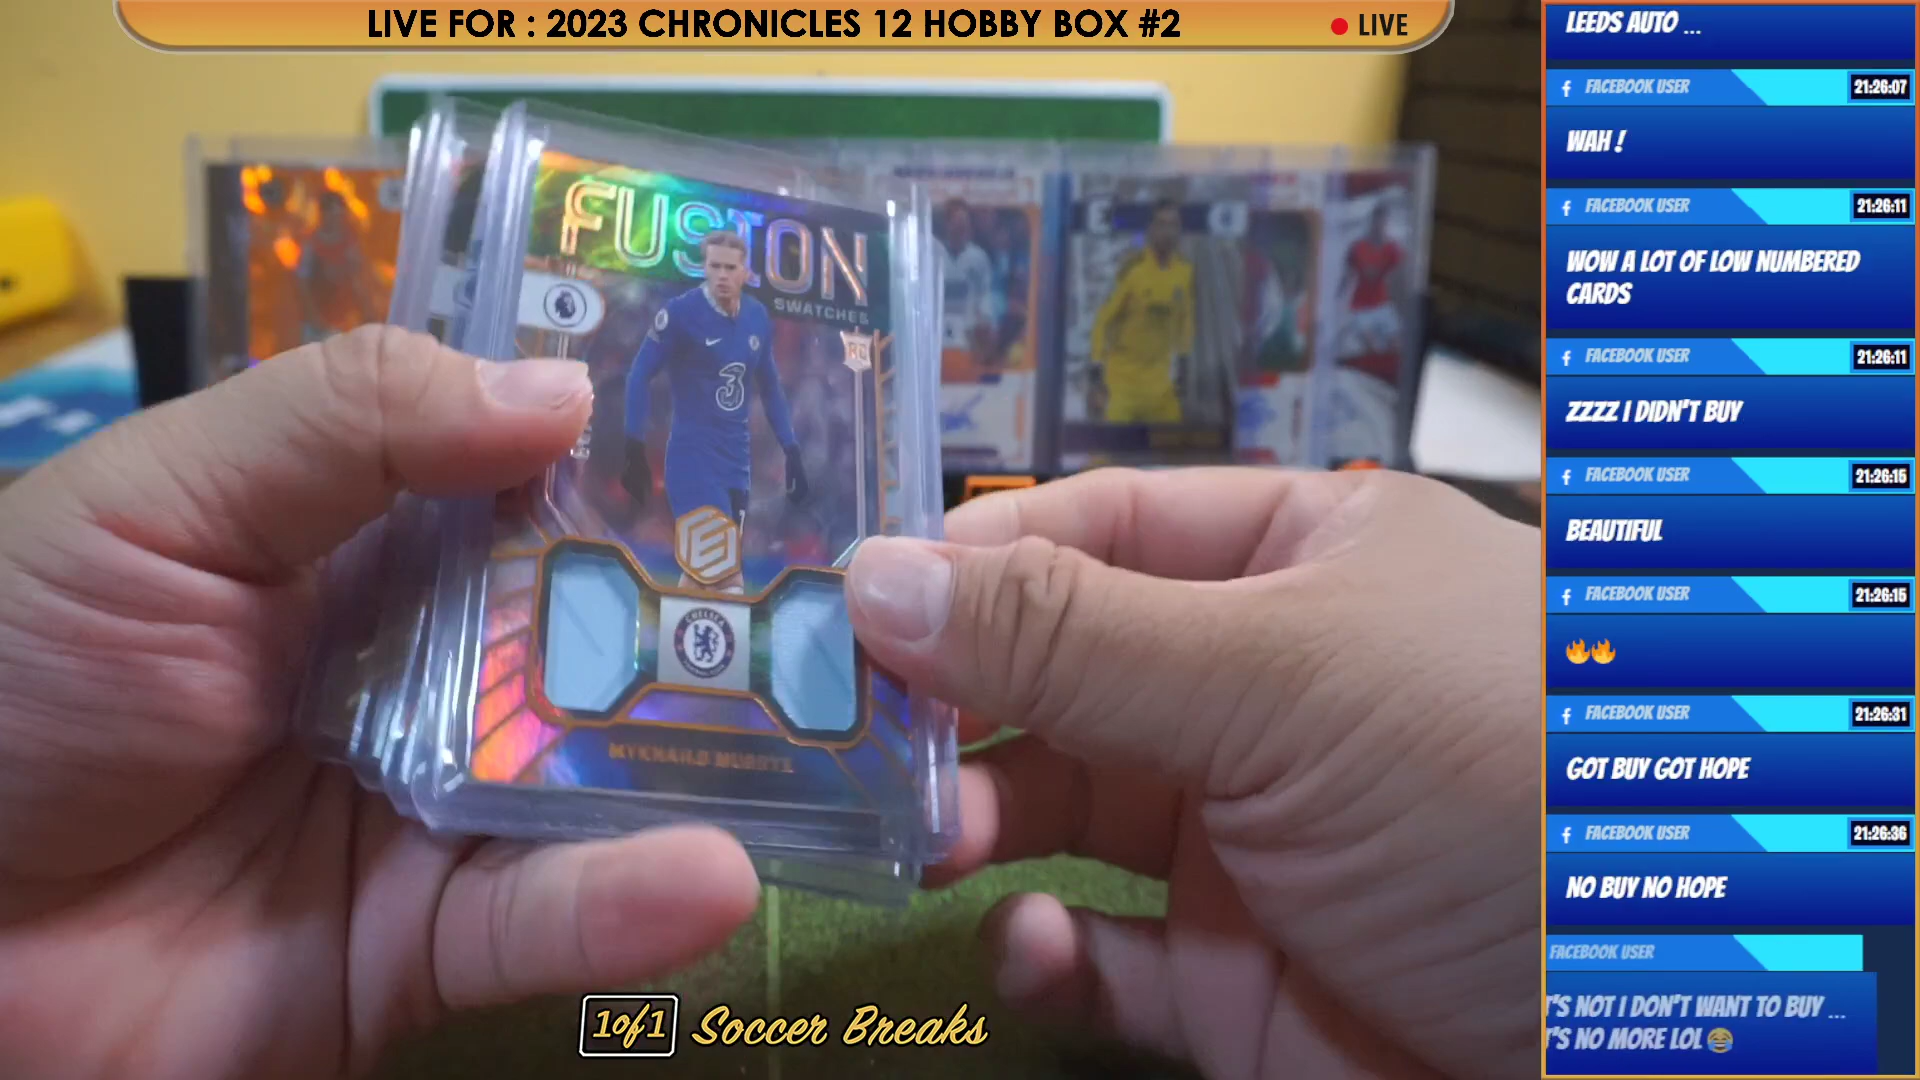 LIVE FOR : 2023 CHRONICLES 12 HOBBY BOX #2
LIVE
FUSION
SWATCHES
RC
3
CHELSEA
MYKHAILO MUDRYK
1of1 Soccer Breaks
LEEDS AUTO ...
FACEBOOK USER 21:26:07
WAH !
FACEBOOK USER 21:26:11
WOW A LOT OF LOW NUMBERED
CARDS
FACEBOOK USER 21:26:11
ZZZZ I DIDN'T BUY
FACEBOOK USER 21:26:15
BEAUTIFUL
FACEBOOK USER 21:26:15
🔥🔥
FACEBOOK USER 21:26:31
GOT BUY GOT HOPE
FACEBOOK USER 21:26:36
NO BUY NO HOPE
FACEBOOK USER
T'S NOT I DON'T WANT TO BUY ...
T'S NO MORE LOL 😂